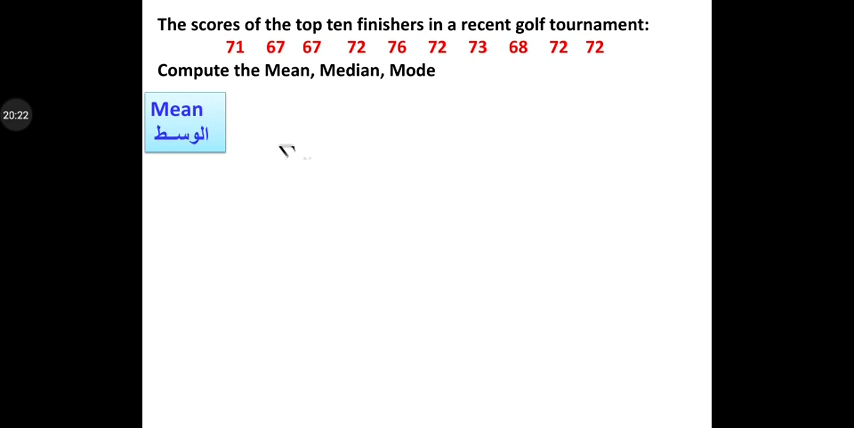 The scores of the top ten finishers in a recent golf tournament:
71 67 67 72 76 72 73 68 72 72
Compute the Mean, Median, Mode
Mean
الوسط
20:22